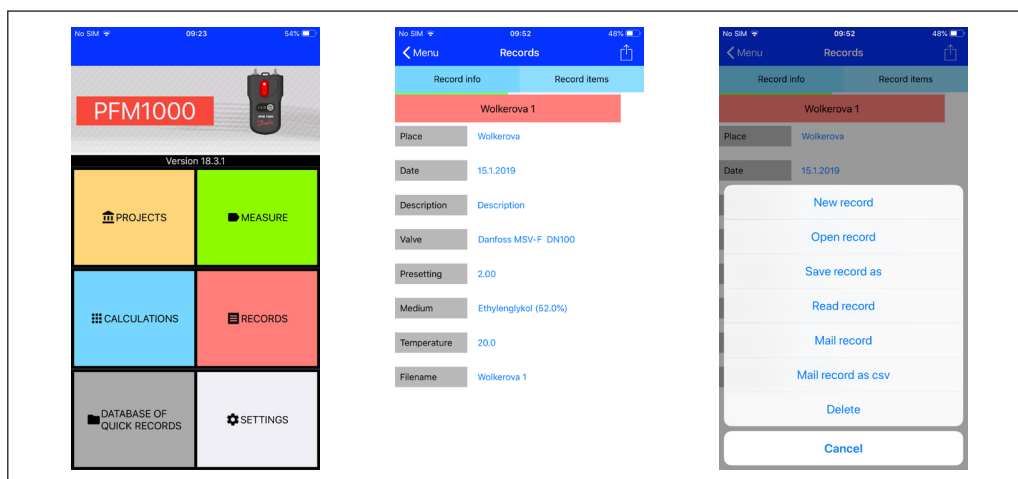 No SIM 09:23 54%
PFM1000
Version 18.3.1
PROJECTS
MEASURE
CALCULATIONS
RECORDS
DATABASE OF
QUICK RECORDS
SETTINGS
No SIM 09:52 48%
Menu Records
Record info Record items
Wolkerova 1
Place Wolkerova
Date 15.1.2019
Description Description
Valve Danfoss MSV-F DN100
Presetting 2.00
Medium Ethylenglykol (52.0%)
Temperature 20.0
Filename Wolkerova 1
No SIM 09:52 48%
Menu Records
Record info Record items
Wolkerova 1
Place Wolkerova
Date 15.1.2019
New record
Open record
Save record as
Read record
Mail record
Mail record as csv
Delete
Cancel